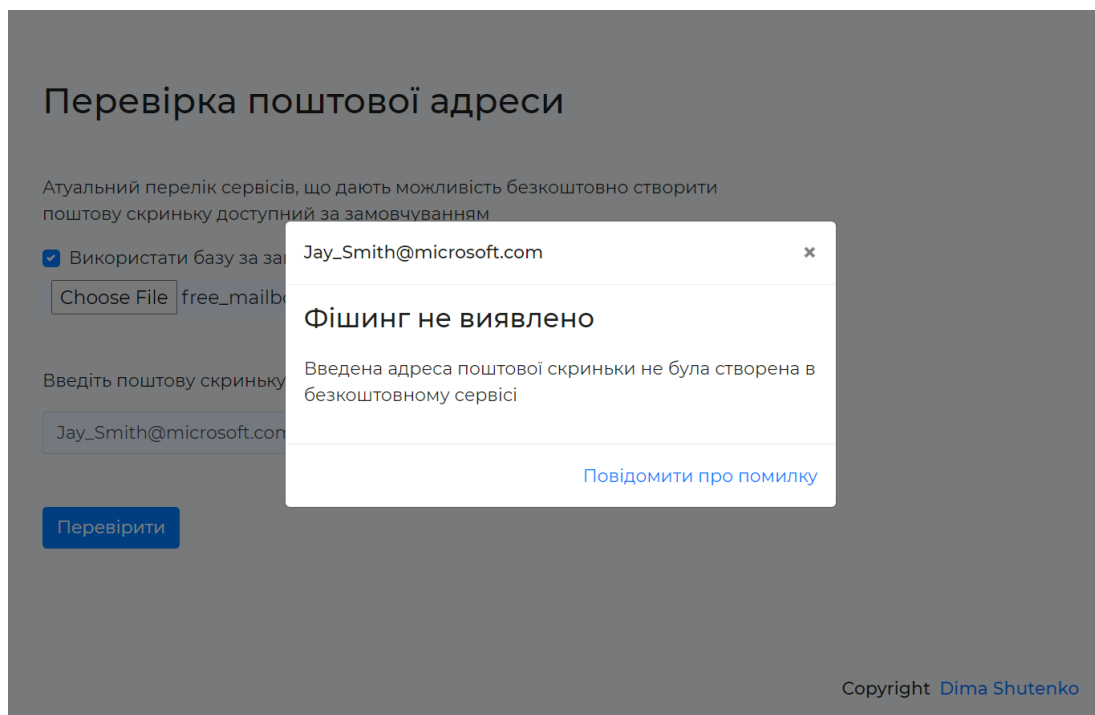 Перевірка поштової адреси
Атуальний перелік сервісів, що дають можливість безкоштовно створити
поштову скриньку доступний за замовчуванням
Використати базу за
Choose File free_mailb
Jay_Smith@microsoft.com
×
Фішинг не виявлено
Введена адреса поштової скриньки не була створена в
безкоштовному сервісі
Повідомити про помилку
Введіть поштову скриньку
Jay_Smith@microsoft.com
Перевірити
Copyright Dima Shutenko